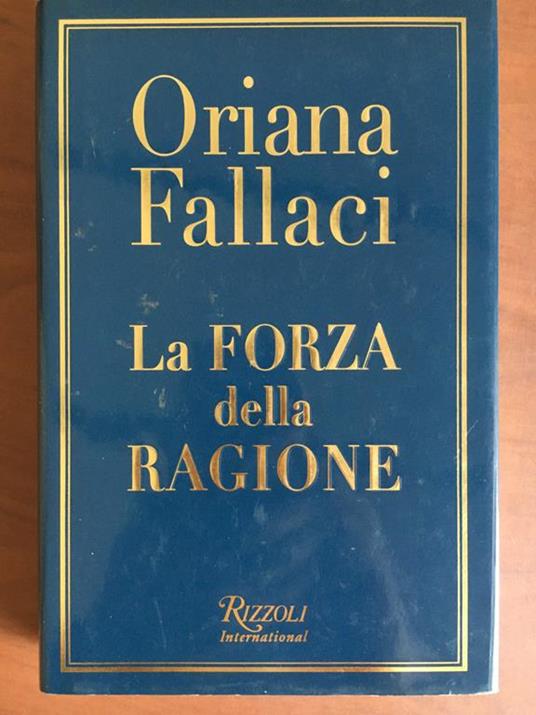 Oriana
Fallaci
La FORZA
della
RAGIONE
RIZZOLI
International